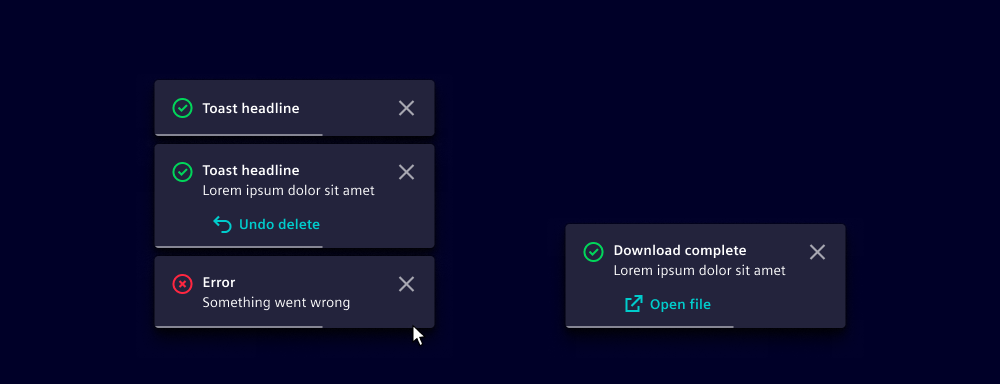 Toast headline
Toast headline
Lorem ipsum dolor sit amet
Undo delete
Error
Something went wrong
Download complete
Lorem ipsum dolor sit amet
Open file